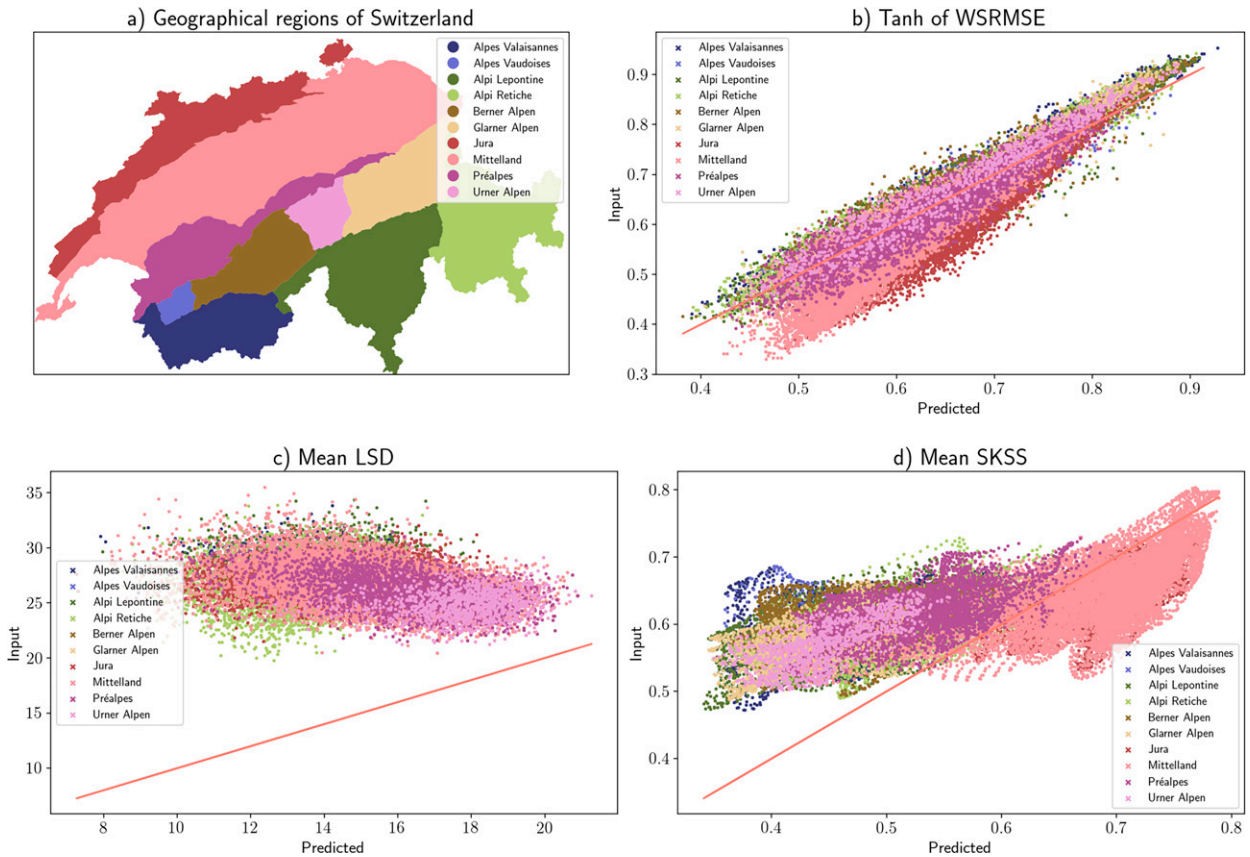 a) Geographical regions of Switzerland
Alpes Valaisannes
Alpes Vaudoises
Alpi Lepontine
Alpi Retiche
Berner Alpen
Glarner Alpen
Jura
Mittelland
Préalpes
Urner Alpen
b) Tanh of WSRMSE
Alpes Valaisannes
Alpes Vaudoises
Alpi Lepontine
Alpi Retiche
Berner Alpen
Glarner Alpen
Jura
Mittelland
Préalpes
Urner Alpen
Input
0.9
0.8
0.7
0.6
0.5
0.4
0.3
0.4 0.5 0.6 0.7 0.8 0.9
Predicted
c) Mean LSD
Input
35
30
25
20
15
10
Alpes Valaisannes
Alpes Vaudoises
Alpi Lepontine
Alpi Retiche
Berner Alpen
Glarner Alpen
Jura
Mittelland
Préalpes
Urner Alpen
8 10 12 14 16 18 20
Predicted
d) Mean SKSS
Input
0.8
0.7
0.6
0.5
0.4
Alpes Valaisannes
Alpes Vaudoises
Alpi Lepontine
Alpi Retiche
Berner Alpen
Glarner Alpen
Jura
Mittelland
Préalpes
Urner Alpen
0.4 0.5 0.6 0.7 0.8
Predicted